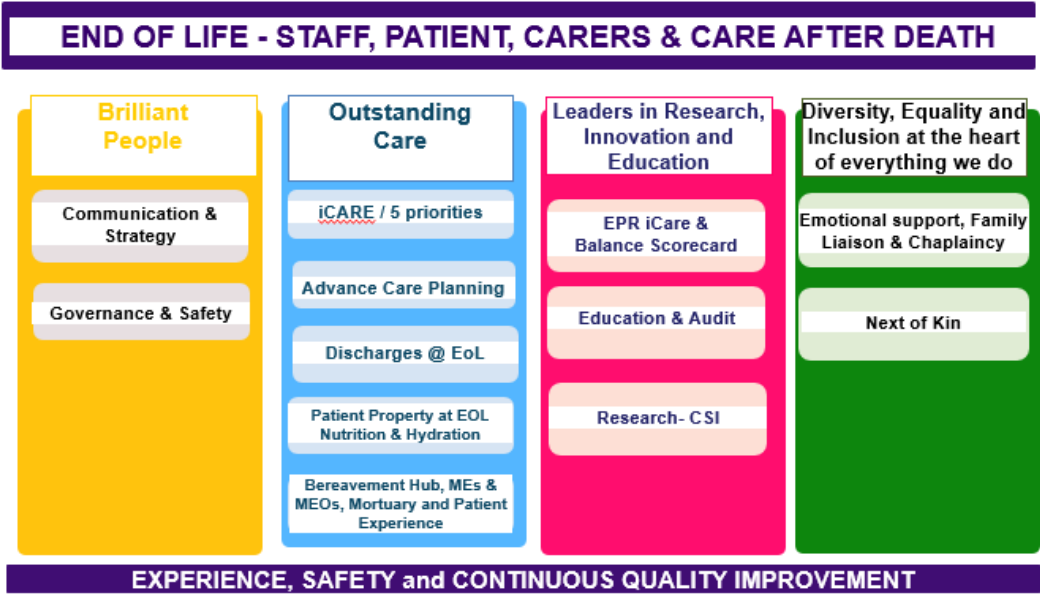 END OF LIFE - STAFF, PATIENT, CARERS & CARE AFTER DEATH
Brilliant
People
Communication &
Strategy
Governance & Safety
Outstanding
Care
iCARE / 5 priorities
Advance Care Planning
Discharges @ EoL
Patient Property at EOL
Nutrition & Hydration
Bereavement Hub, MEs &
MEOs, Mortuary and Patient
Experience
Leaders in Research,
Innovation and
Education
EPR iCare &
Balance Scorecard
Education & Audit
Research- CSI
Diversity, Equality and
Inclusion at the heart
of everything we do
Emotional support, Family
Liaison & Chaplaincy
Next of Kin
EXPERIENCE, SAFETY and CONTINUOUS QUALITY IMPROVEMENT